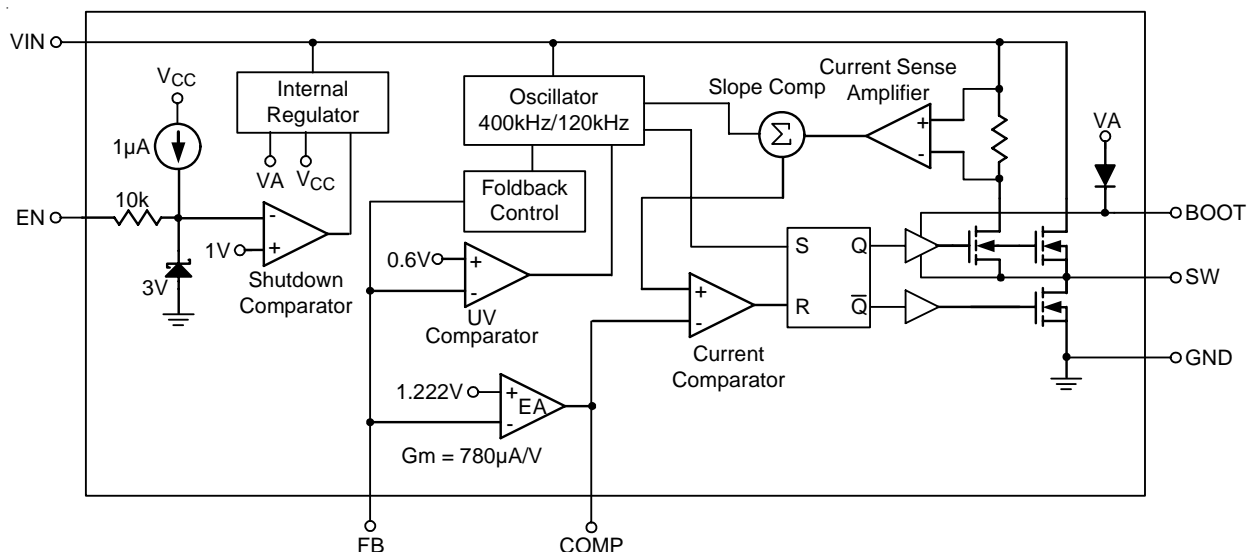 VIN
VCC
1µA
10k
EN
3V
Internal
Regulator
VA
VCC
1V
-
+
Shutdown
Comparator
Oscillator
400kHz/120kHz
Foldback
Control
0.6V
+
-
UV
Comparator
1.222V
+
-
EA
Gm = 780µA/V
FB
COMP
Slope Comp
Σ
Current Sense
Amplifier
+
-
+
-
Current
Comparator
S
Q
R
Q̅
VA
BOOT
SW
GND